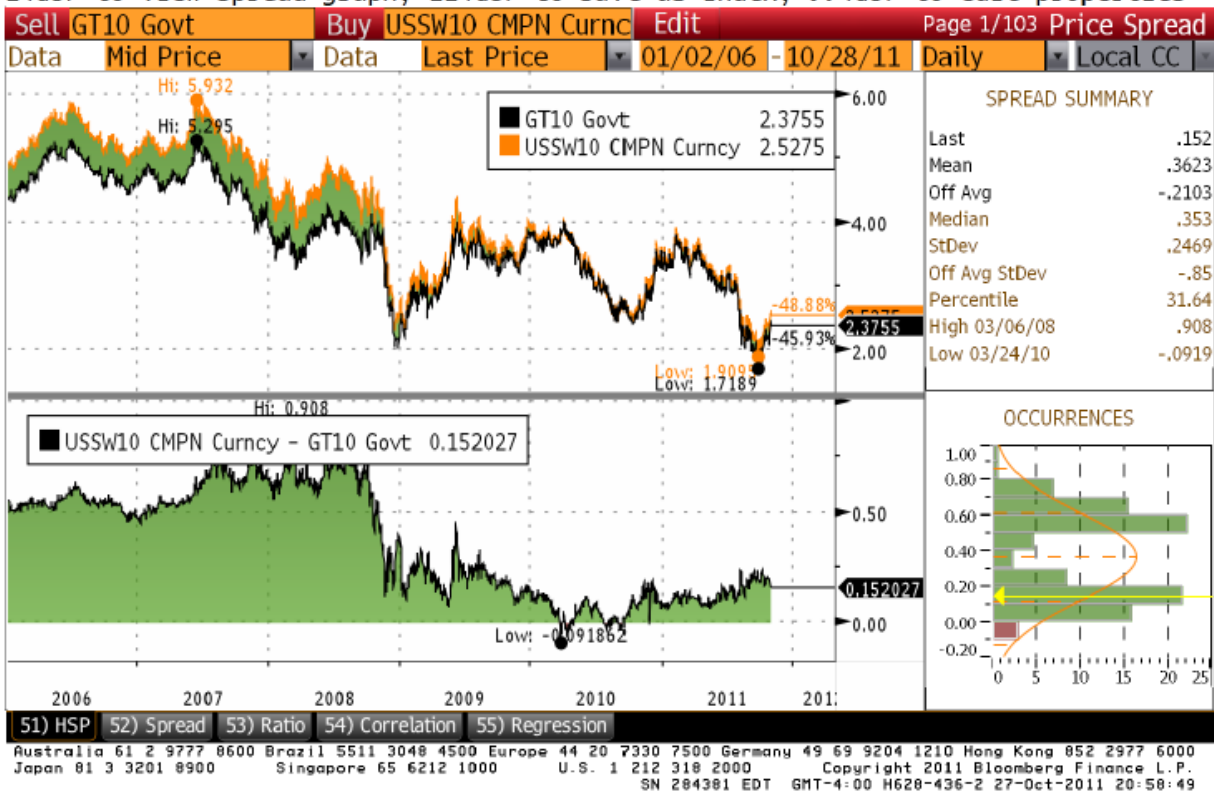 Sell GT10 Govt Buy USSW10 CMPN Curnc Edit Page 1/103 Price Spread
Data Mid Price Data Last Price 01/02/06 - 10/28/11 Daily Local CC
Hi: 5.932
Hi: 5.295
GT10 Govt 2.3755
USSW10 CMPN Curncy 2.5275
6.00
4.00
2.00
-48.88%
2.3755
-45.93%
Low: 1.909
Low: 1.7189
SPREAD SUMMARY
Last .152
Mean .3623
Off Avg -.2103
Median .353
StDev .2469
Off Avg StDev -.85
Percentile 31.64
High 03/06/08 .908
Low 03/24/10 -.0919
Hi: 0.908
USSW10 CMPN Curncy - GT10 Govt 0.152027
0.50
0.152027
0.00
Low: -0.091862
2006 2007 2008 2009 2010 2011 201
OCCURRENCES
1.00
0.80
0.60
0.40
0.20
0.00
-0.20
0 5 10 15 20 25
51) HSP 52) Spread 53) Ratio 54) Correlation 55) Regression
Australia 61 2 9777 8600 Brazil 5511 3048 4500 Europe 44 20 7330 7500 Germany 49 69 9204 1210 Hong Kong 852 2977 6000
Japan 81 3 3201 8900 Singapore 65 6212 1000 U.S. 1 212 318 2000 Copyright 2011 Bloomberg Finance L.P.
SN 284381 EDT GMT-4:00 H628-436-2 27-Oct-2011 20:58:49